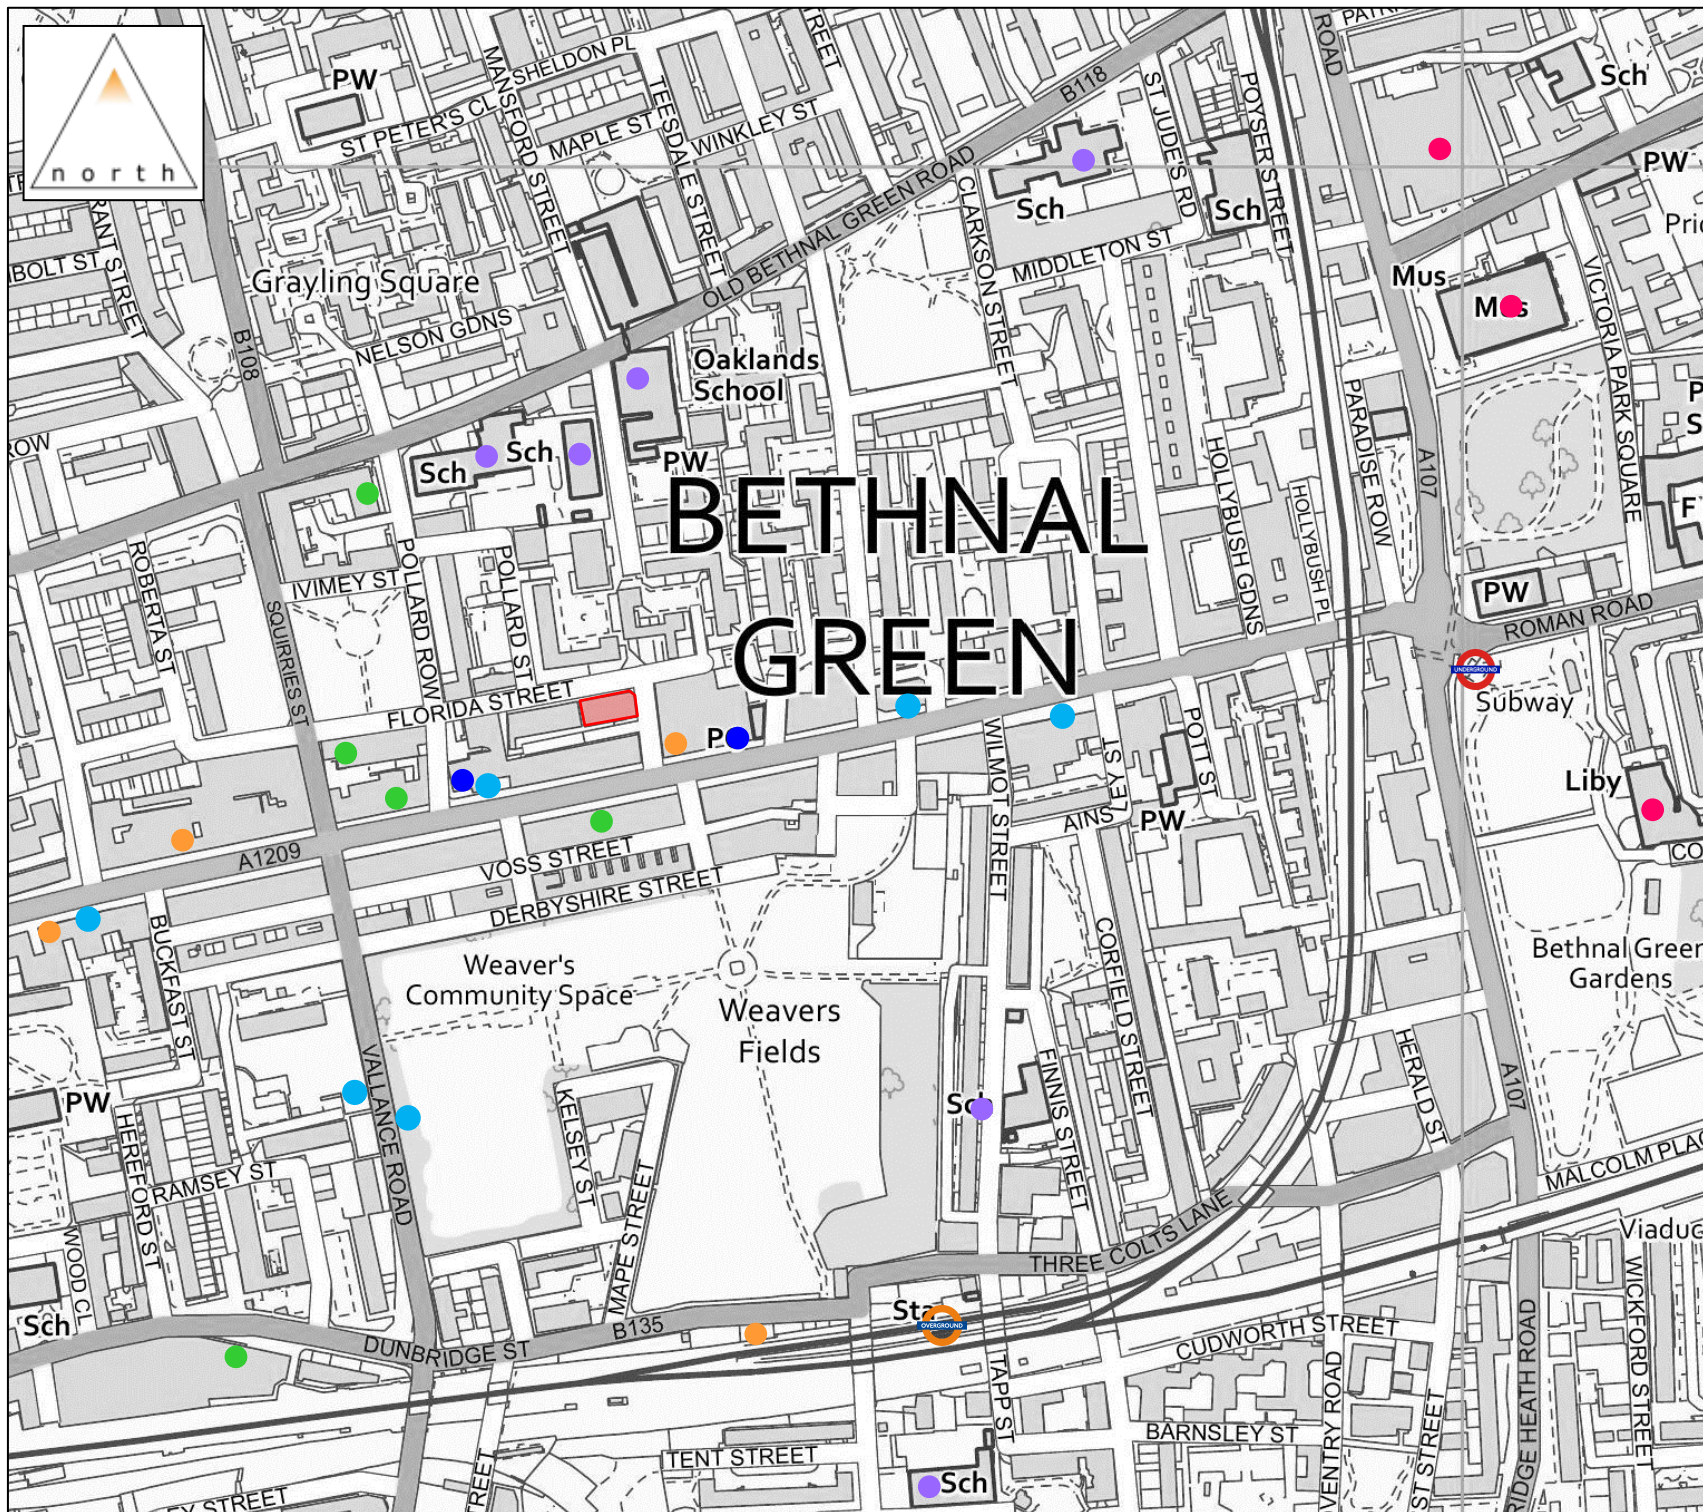 north
PW
SHELDON PL
MANSFORD STREET
ST PETER'S CL
MAPLE ST
TEESDALE STREET
WINKLEY ST
B118
ST JUDE'S RD
POYSER STREET
ROAD
Sch
PW
OLD BETHNAL GREEN ROAD
CLARKSON STREET
Sch
Sch
MIDDLETON ST
Mus
VICTORIA PARK SQUARE
Grayling Square
NELSON GDNS
B108
Oaklands
School
PARADISE ROW
A107
ROW
Sch
Sch
PW
BETHNAL
GREEN
HOLLYBUSH GDNS
HOLLYBUSH PL
ROBERTA ST
SQUIRRIES ST
IVIMEY ST
POLLARD ROW
POLLARD ST
PW
ROMAN ROAD
UNDERGROUND
Subway
FLORIDA STREET
WILMOT STREET
POTT ST
AINSLEY ST
PW
Liby
A1209
VOSS STREET
DERBYSHIRE STREET
BUCKFAST ST
Weaver's
Community Space
Weavers
Fields
CORFIELD STREET
Bethnal Green
Gardens
VALLANCE ROAD
KELSEY ST
FINNIS STREET
HERALD ST
A107
PW
HEREFORD ST
RAMSEY ST
MAPE STREET
WOOD CL
Sch
THREE COLTS LANE
OVERGROUND
B135
DUNBRIDGE ST
CUDWORTH STREET
WICKFORD STREET
TAPP ST
TENT STREET
BARNSLEY ST
Sch